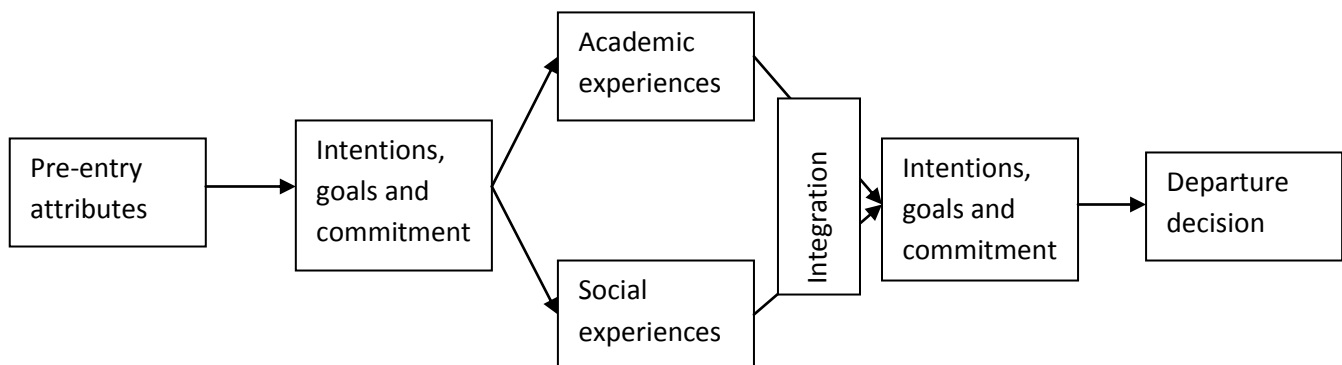 Pre-entry
attributes
Intentions,
goals and
commitment
Academic
experiences
Social
experiences
Integration
Intentions,
goals and
commitment
Departure
decision